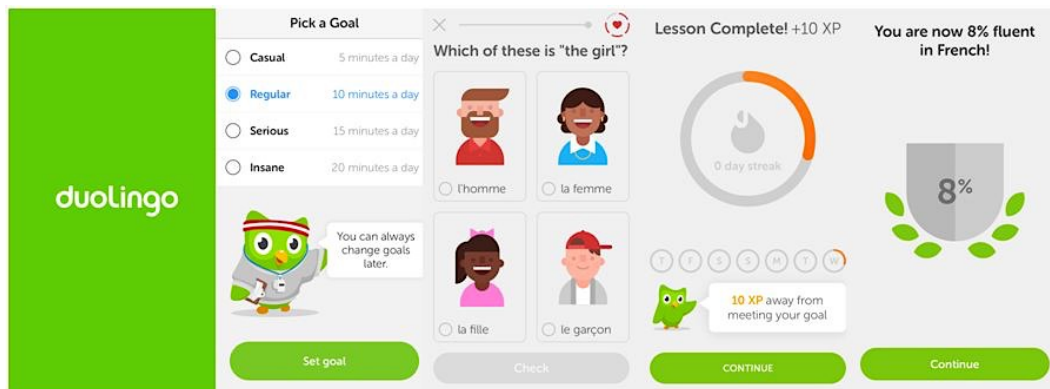 duolingo
Pick a Goal
Casual 5 minutes a day
Regular 10 minutes a day
Serious 15 minutes a day
Insane 20 minutes a day
You can always
change goals
later.
Set goal
Which of these is "the girl"?
l'homme
la femme
la fille
le garçon
Check
Lesson Complete! +10 XP
0 day streak
T F S S M T W
10 XP away from
meeting your goal
CONTINUE
You are now 8% fluent
in French!
8%
Continue